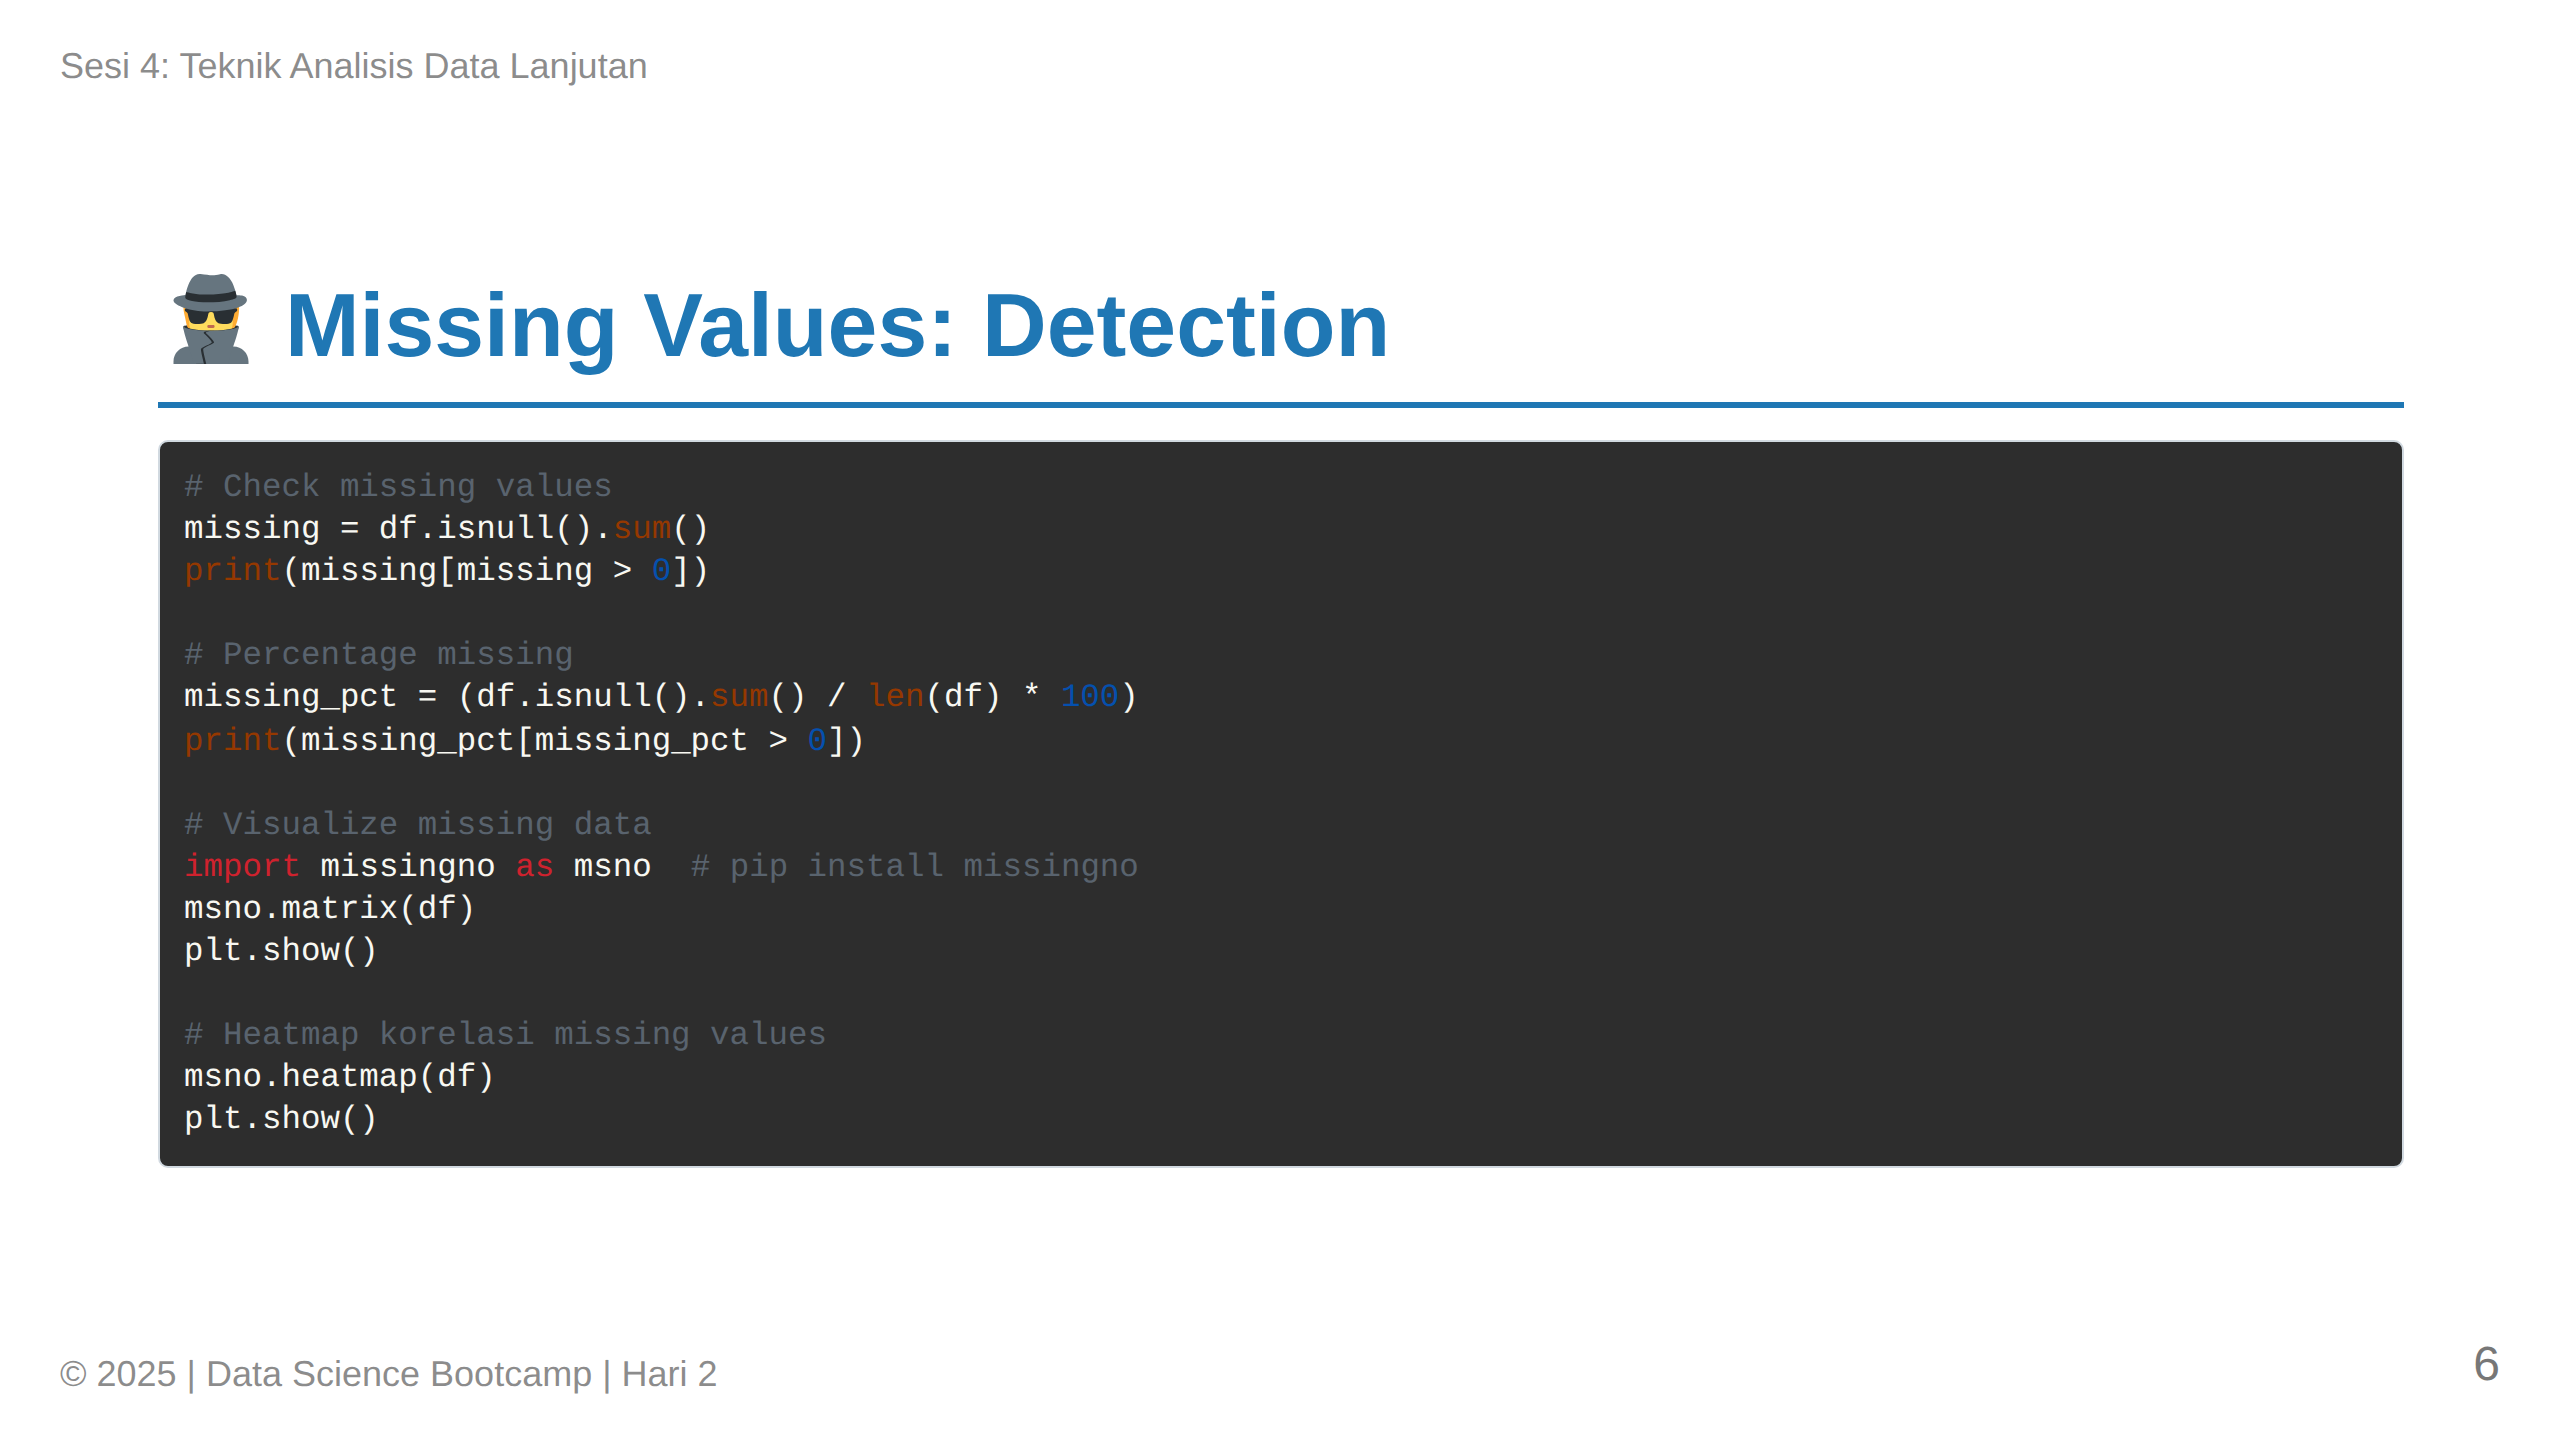 Sesi 4: Teknik Analisis Data Lanjutan
Missing Values: Detection
# Check missing values
missing = df.isnull().sum()
print(missing[missing > 0])
# Percentage missing
missing_pct = (df.isnull().sum() / len(df) * 100)
print(missing_pct[missing_pct > 0])
# Visualize missing data
import missingno as msno  # pip install missingno
msno.matrix(df)
plt.show()
# Heatmap korelasi missing values
msno.heatmap(df)
plt.show()
© 2025 | Data Science Bootcamp | Hari 2
6